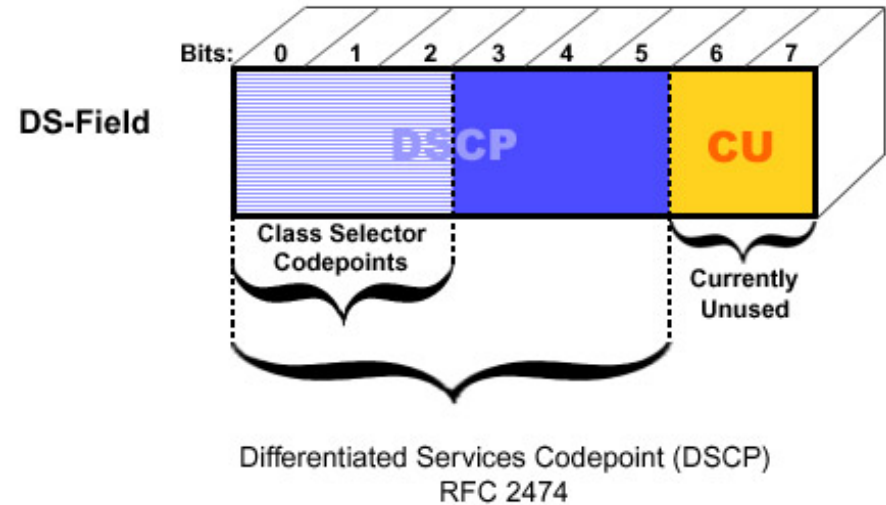 Bits: 0 1 2 3 4 5 6 7
DS-Field
DSCP
CU
Class Selector
Codepoints
Currently
Unused
Differentiated Services Codepoint (DSCP)
RFC 2474